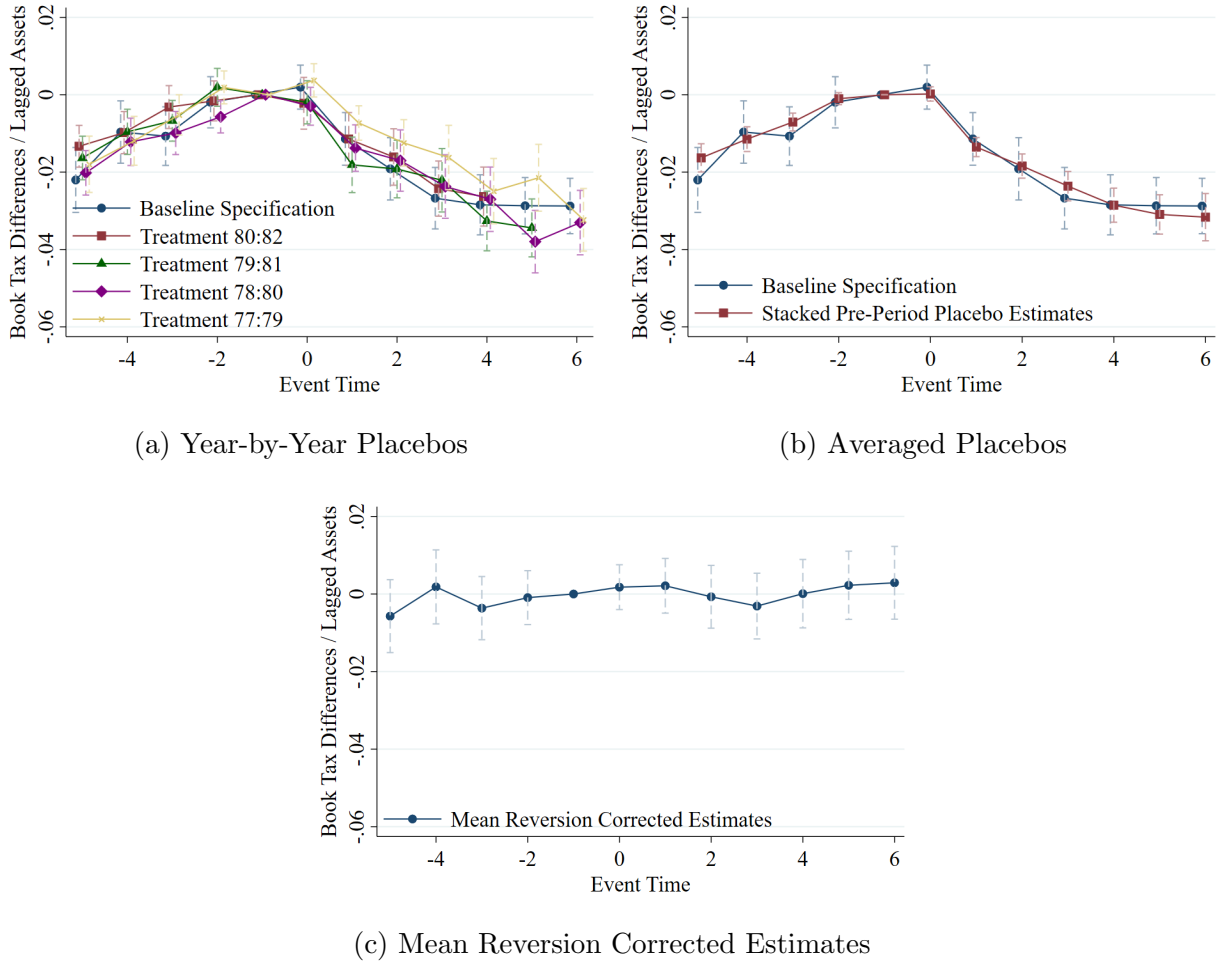 Book Tax Differences / Lagged Assets
.02
0
-.02
-.04
-.06
Baseline Specification
Treatment 80:82
Treatment 79:81
Treatment 78:80
Treatment 77:79
-4 -2 0 2 4 6
Event Time
(a) Year-by-Year Placebos
Book Tax Differences / Lagged Assets
.02
0
-.02
-.04
-.06
Baseline Specification
Stacked Pre-Period Placebo Estimates
-4 -2 0 2 4 6
Event Time
(b) Averaged Placebos
Book Tax Differences / Lagged Assets
.02
0
-.02
-.04
-.06
Mean Reversion Corrected Estimates
-4 -2 0 2 4 6
Event Time
(c) Mean Reversion Corrected Estimates